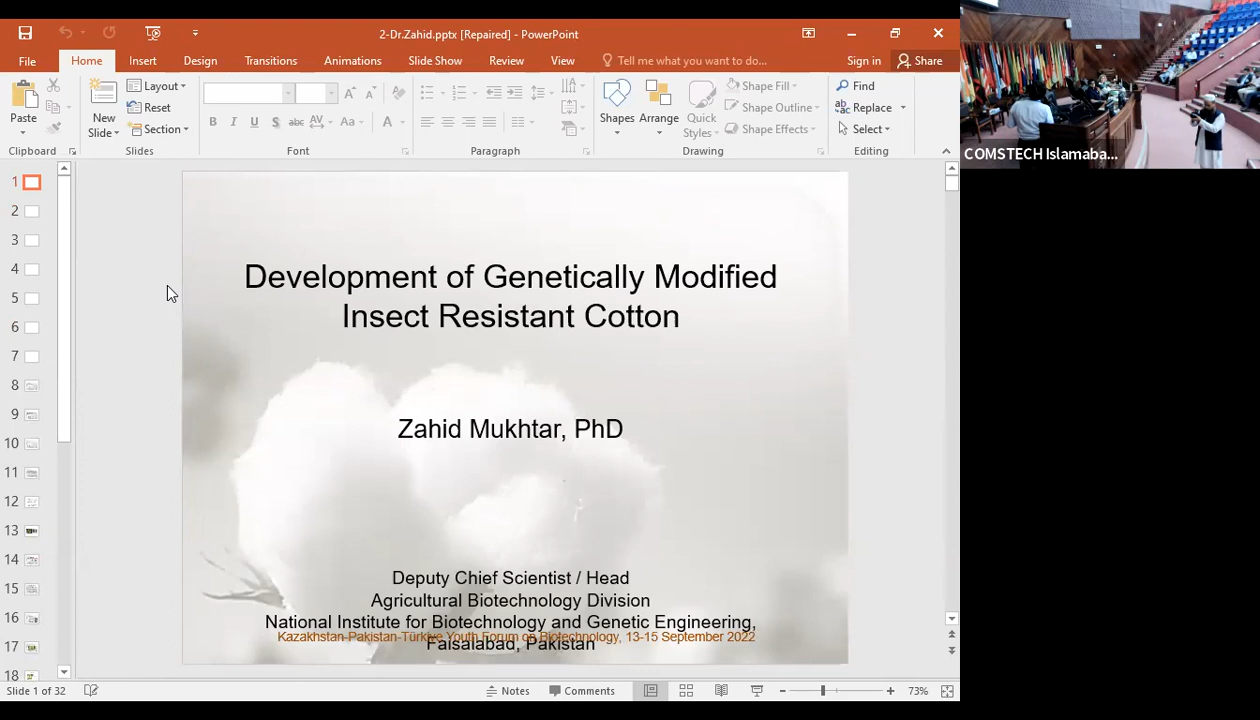 2-Dr.Zahid.pptx [Repaired] - PowerPoint
File Home Insert Design Transitions Animations Slide Show Review View Tell me what you want to do... Sign in Share
Paste
New
Slide
Layout
Reset
Section
Shapes
Arrange
Quick
Styles
Shape Fill
Shape Outline
Shape Effects
Find
Replace
Select
Clipboard Slides Font Paragraph Drawing Editing
1
2
3
4
5
6
7
8
9
10
11
12
13
14
15
16
17
18
Development of Genetically Modified
Insect Resistant Cotton
Zahid Mukhtar, PhD
Deputy Chief Scientist / Head
Agricultural Biotechnology Division
National Institute for Biotechnology and Genetic Engineering,
Kazakhstan-Pakistan-Türkiye Youth Forum on Biotechnology, 13-15 September 2022
Faisalabad, Pakistan
Slide 1 of 32 Notes Comments 73%
COMSTECH Islamaba...